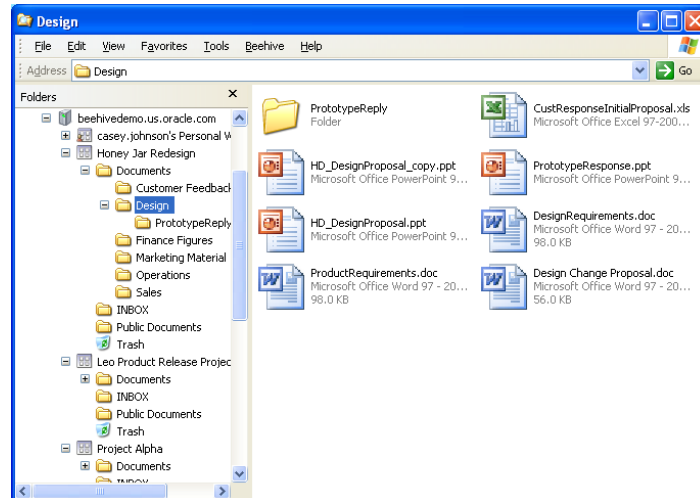 Design
File Edit View Favorites Tools Beehive Help
Address Design Go
Folders
beehivedemo.us.oracle.com
casey.johnson's Personal W
Honey Jar Redesign
Documents
Customer Feedback
Design
PrototypeReply
Finance Figures
Marketing Material
Operations
Sales
INBOX
Public Documents
Trash
Leo Product Release Projec
Documents
INBOX
Public Documents
Trash
Project Alpha
Documents
INBOX
PrototypeReply
Folder
CustResponseInitialProposal.xls
Microsoft Office Excel 97-200...
HD_DesignProposal_copy.ppt
Microsoft Office PowerPoint 9...
PrototypeResponse.ppt
Microsoft Office PowerPoint 9...
HD_DesignProposal.ppt
Microsoft Office PowerPoint 9...
DesignRequirements.doc
Microsoft Office Word 97 - 20...
98.0 KB
ProductRequirements.doc
Microsoft Office Word 97 - 20...
98.0 KB
Design Change Proposal.doc
Microsoft Office Word 97 - 20...
56.0 KB